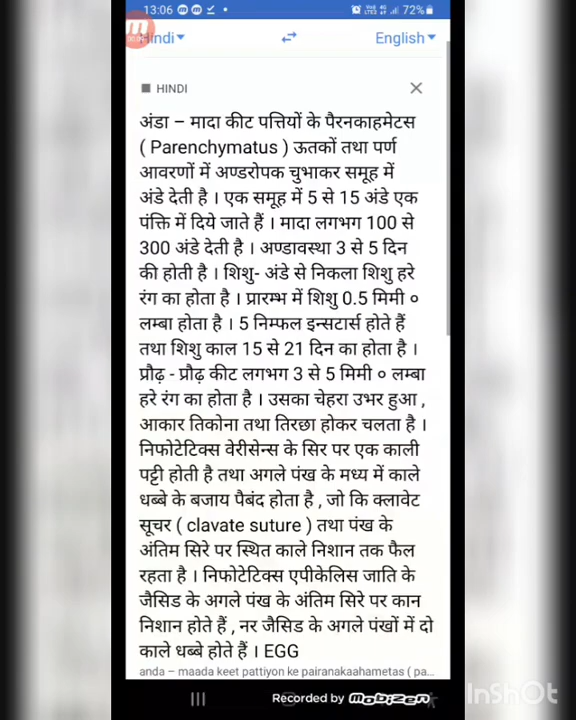 13:06 72%
Hindi English
HINDI
अंडा – मादा कीट पत्तियों के पैरनकाहमेटस
( Parenchymatus ) ऊतकों तथा पर्ण
आवरणों में अण्डरोपक चुभाकर समूह में
अंडे देती है । एक समूह में 5 से 15 अंडे एक
पंक्ति में दिये जाते हैं । मादा लगभग 100 से
300 अंडे देती है । अण्डावस्था 3 से 5 दिन
की होती है । शिशु- अंडे से निकला शिशु हरे
रंग का होता है । प्रारम्भ में शिशु 0.5 मिमी ०
लम्बा होता है । 5 निम्फल इन्सटार्स होते हैं
तथा शिशु काल 15 से 21 दिन का होता है ।
प्रौढ़ - प्रौढ़ कीट लगभग 3 से 5 मिमी ० लम्बा
हरे रंग का होता है । उसका चेहरा उभर हुआ ,
आकार तिकोना तथा तिरछा होकर चलता है ।
निफोटेटिक्स वेरीसेन्स के सिर पर एक काली
पट्टी होती है तथा अगले पंख के मध्य में काले
धब्बे के बजाय पैबंद होता है , जो कि क्लावेट
सूचर ( clavate suture ) तथा पंख के
अंतिम सिरे पर स्थित काले निशान तक फैल
रहता है । निफोटेटिक्स एपीकेलिस जाति के
जैसिड के अगले पंख के अंतिम सिरे पर कान
निशान होते हैं , नर जैसिड के अगले पंखों में दो
काले धब्बे होते हैं । EGG
anda – maada keet pattiyon ke pairanakaahametas ( pa...
Recorded by MOBIZEN
InShOt